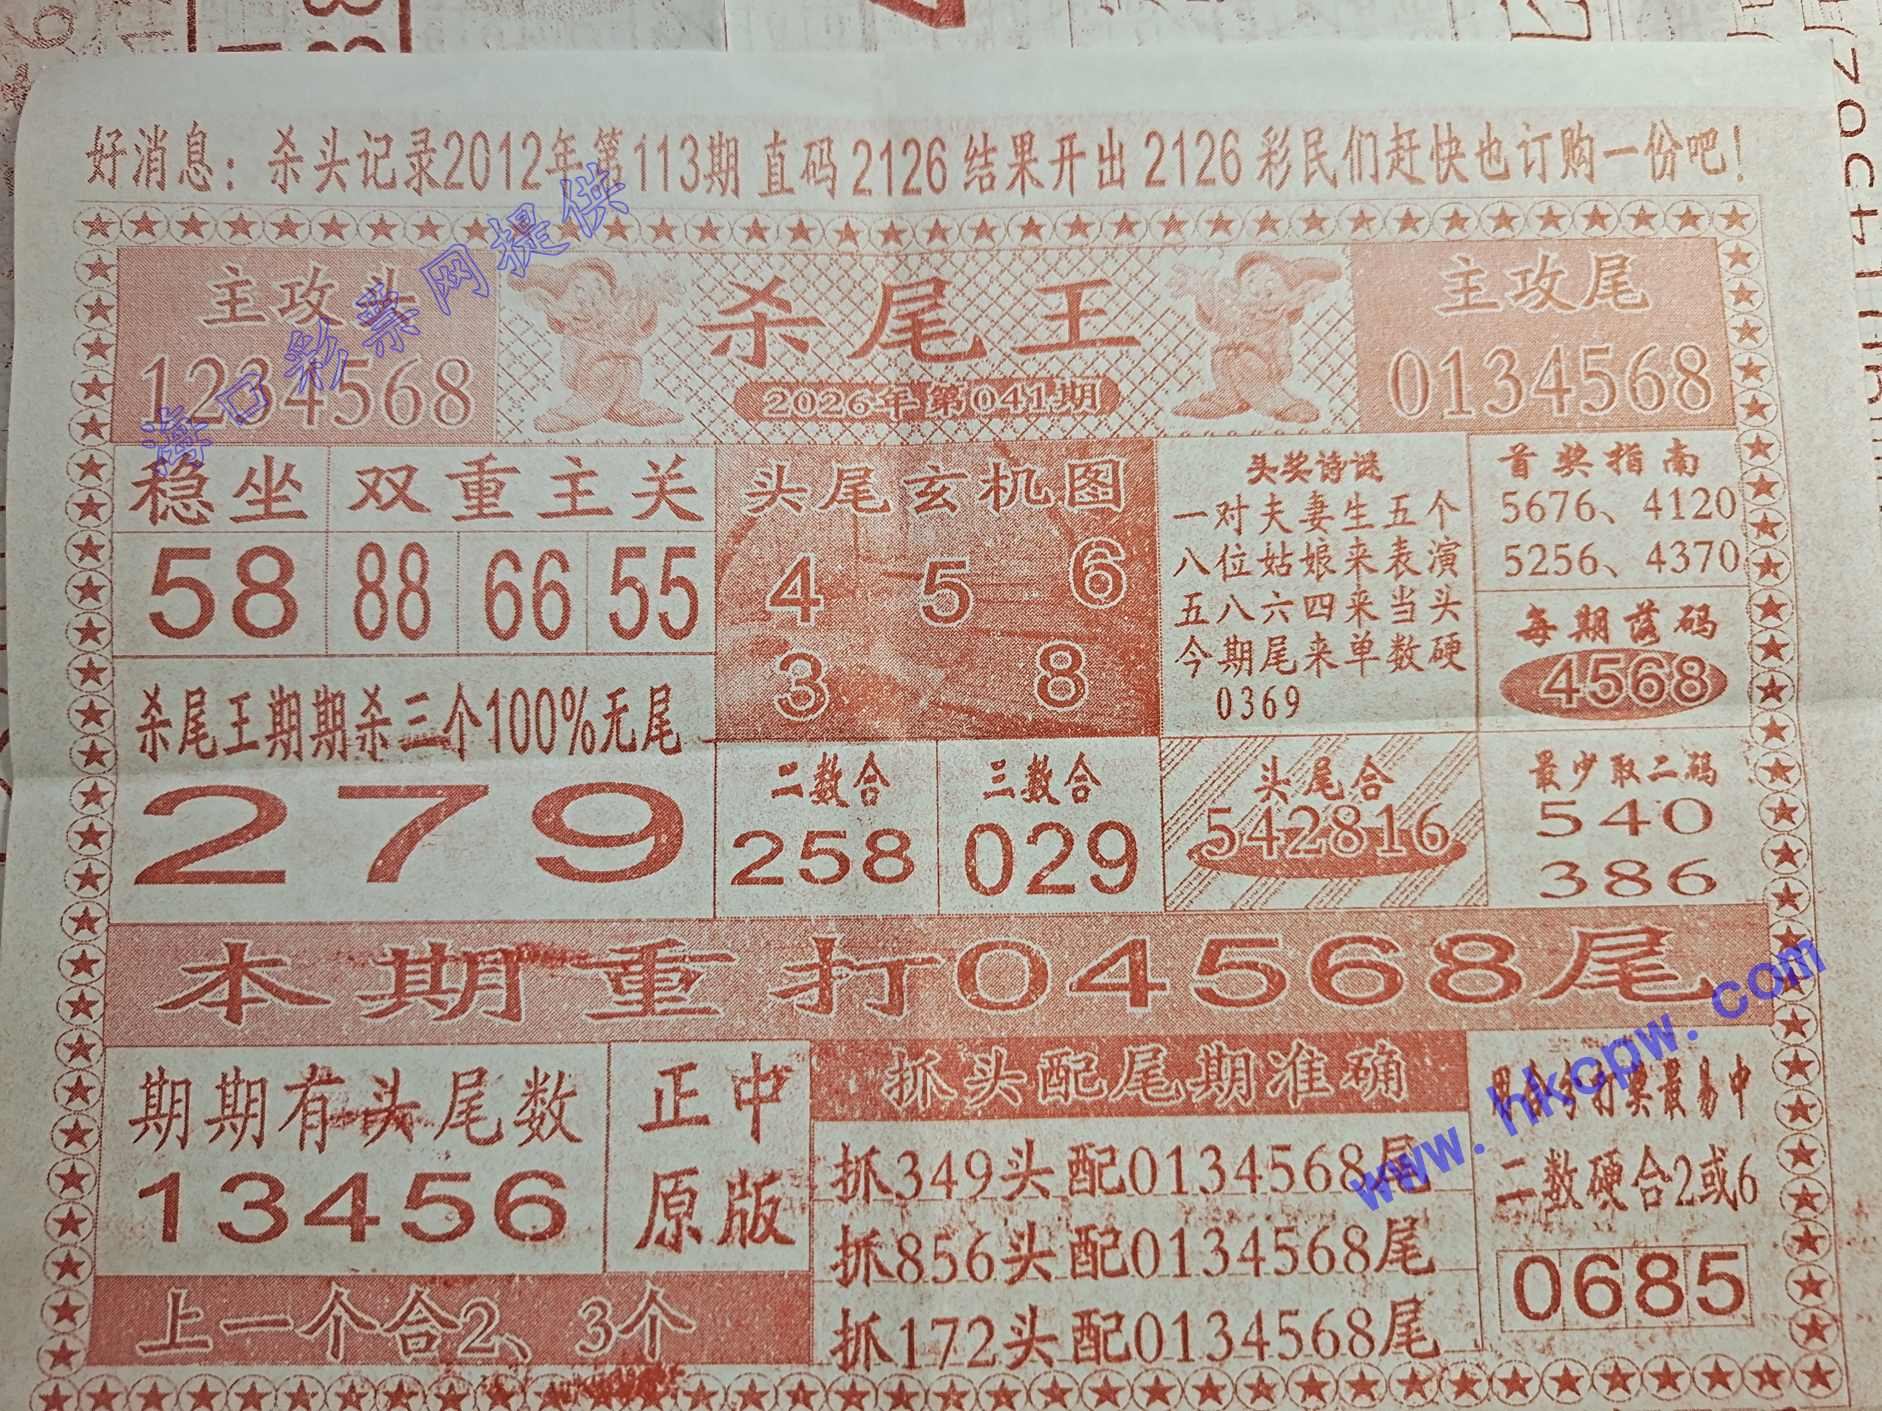 好消息：杀头记录2012年第113期 直码 2126 结果开出 2126 彩民们赶快也订购一份吧！
主攻头
1234568
杀尾王
2026年第041期
主攻尾
0134568
稳坐
58
双重主关
88 66 55
头尾玄机图
4 5 6
3 8
头奖诗谜
一对夫妻生五个
八位姑娘来表演
五八六四来当头
今期尾来单数硬
0369
首奖指南
5676、4120
5256、4370
每期落码
4568
杀尾王期期杀三个100%无尾
279
二数合
258
三数合
029
头尾合
542816
最少取二码
540
386
本期重打04568尾
期期有头尾数
13456
正中
原版
上一个合2、3个
抓头配尾期准确
抓349头配0134568尾
抓856头配0134568尾
抓172头配0134568尾
打奖最易中
二数硬合2或6
0685
海口彩票网提供
www.hkcpw.com